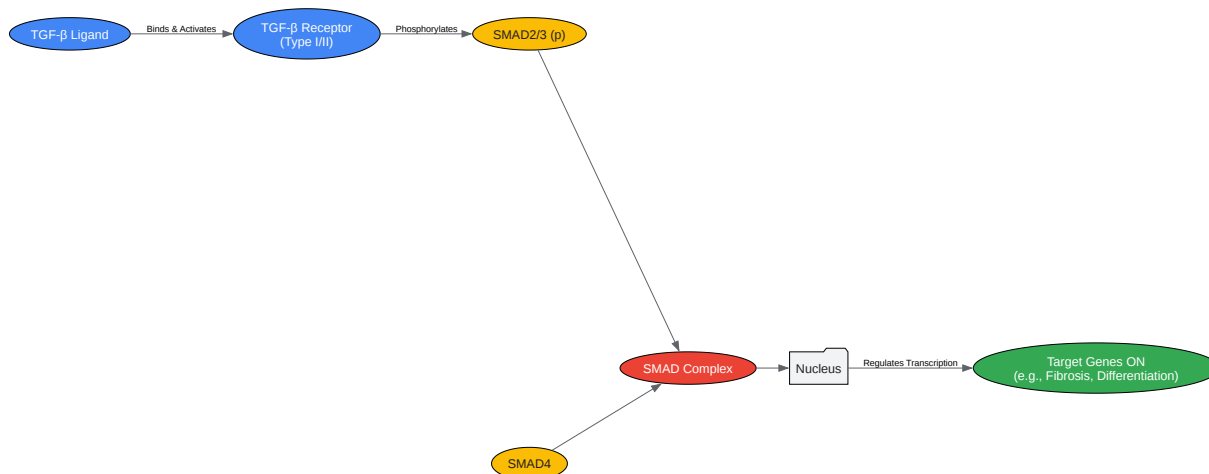 TGF-β Ligand
Binds & Activates
TGF-β Receptor
(Type I/II)
Phosphorylates
SMAD2/3 (p)
SMAD Complex
Nucleus
Regulates Transcription
Target Genes ON
(e.g., Fibrosis, Differentiation)
SMAD4